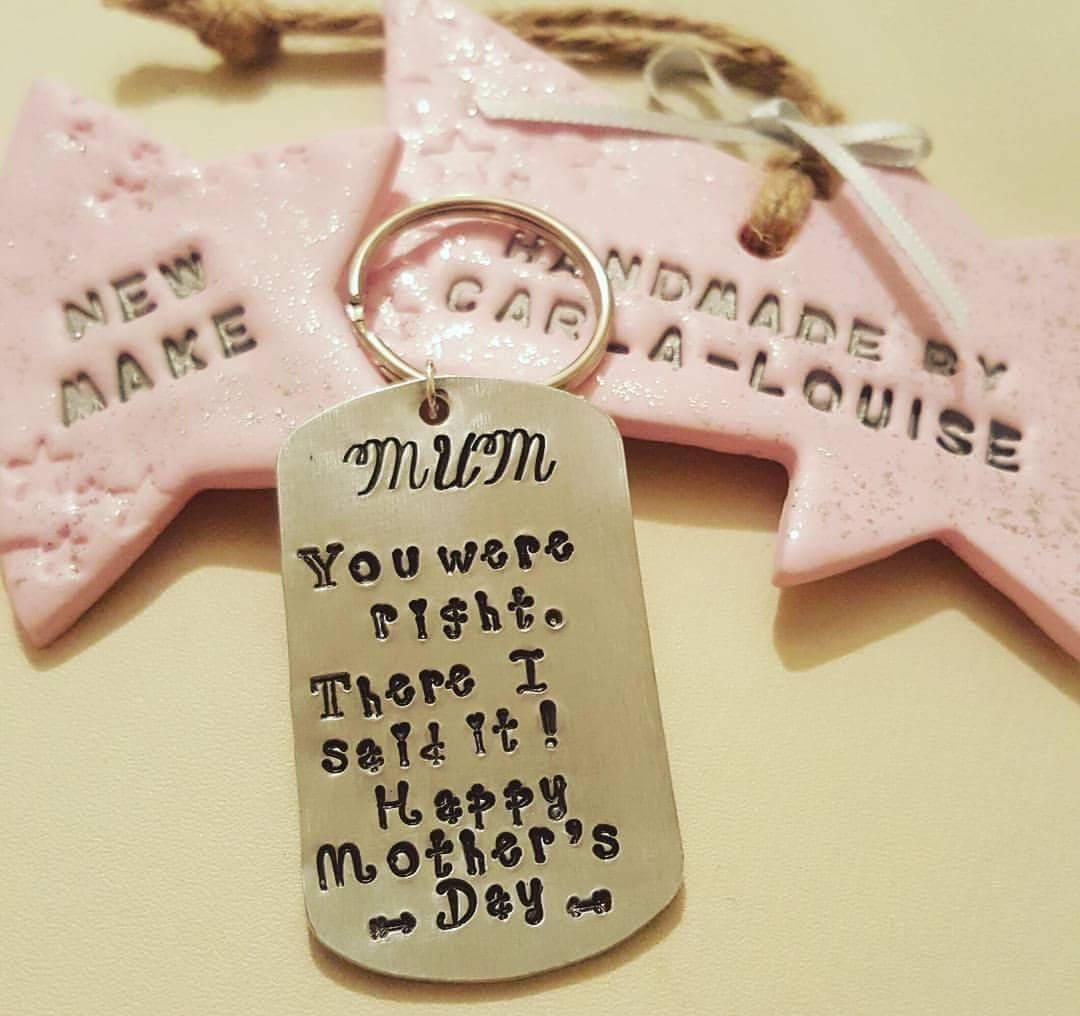 NEW
MAKE
HANDMADE BY
CARLA-LOUISE
mum
You were
right.
There I
said it!
Happy
Mother's
Day